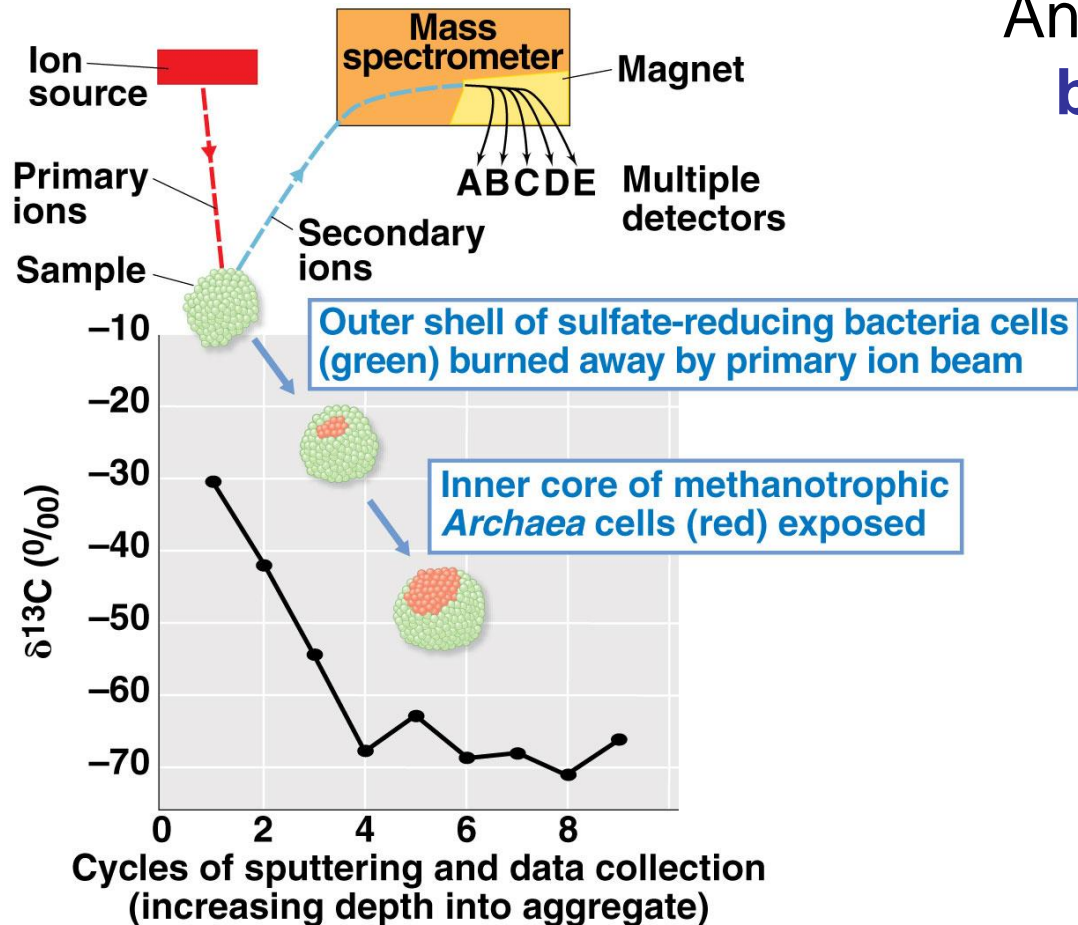 Mass
spectrometer
An
b
Ion
source
Magnet
Primary
ions
ABCDE
Multiple
detectors
Secondary
ions
Sample
Outer shell of sulfate-reducing bacteria cells
(green) burned away by primary ion beam
Inner core of methanotrophic
Archaea cells (red) exposed
–10
–20
–30
–40
–50
–60
–70
δ13C (0/00)
0 2 4 6 8
Cycles of sputtering and data collection
(increasing depth into aggregate)